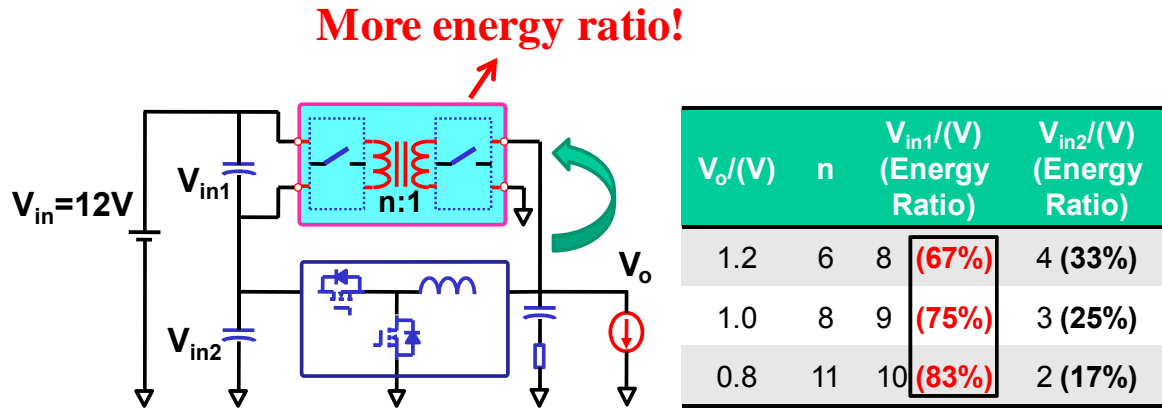 More energy ratio!
V_in1
V_in=12V
n:1
V_in2
V_o
V_o/(V) n V_in1/(V) (Energy Ratio) V_in2/(V) (Energy Ratio)
1.2 6 8 (67%) 4 (33%)
1.0 8 9 (75%) 3 (25%)
0.8 11 10 (83%) 2 (17%)